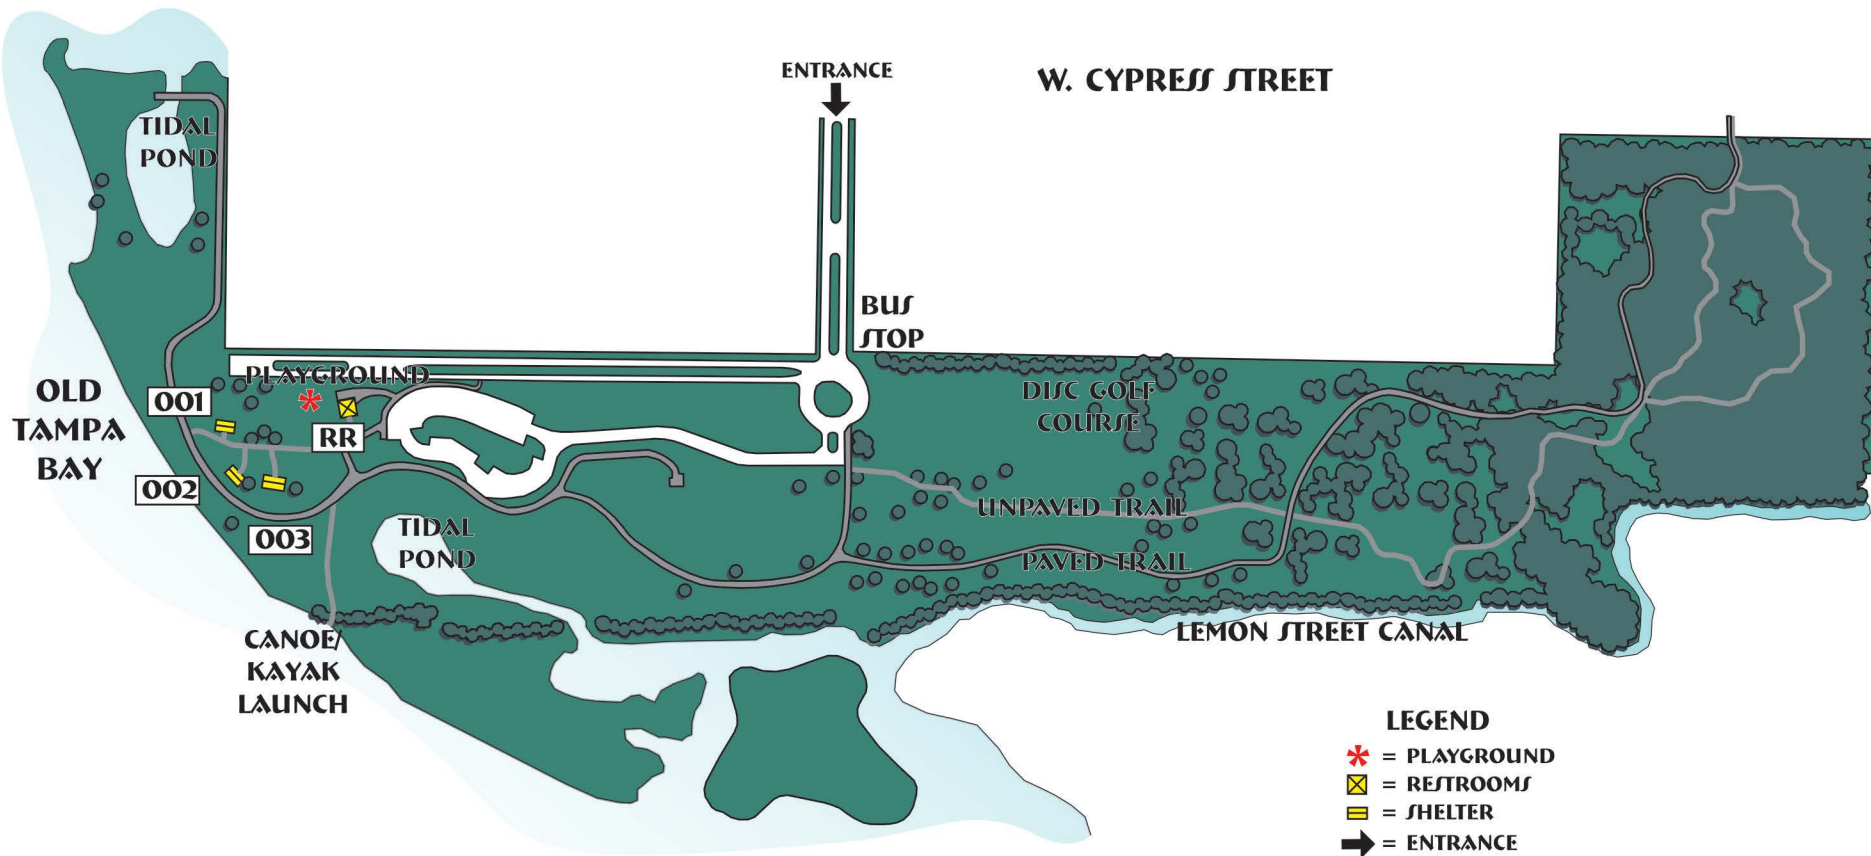 ENTRANCE
W. CYPRESS STREET
TIDAL
POND
BUS
STOP
PLAYGROUND
OLD
TAMPA
BAY
001
RR
002
003
DISC GOLF
COURSE
UNPAVED TRAIL
TIDAL
POND
PAVED TRAIL
CANOE/
KAYAK
LAUNCH
LEMON STREET CANAL
LEGEND
= PLAYGROUND
= RESTROOMS
= SHELTER
= ENTRANCE